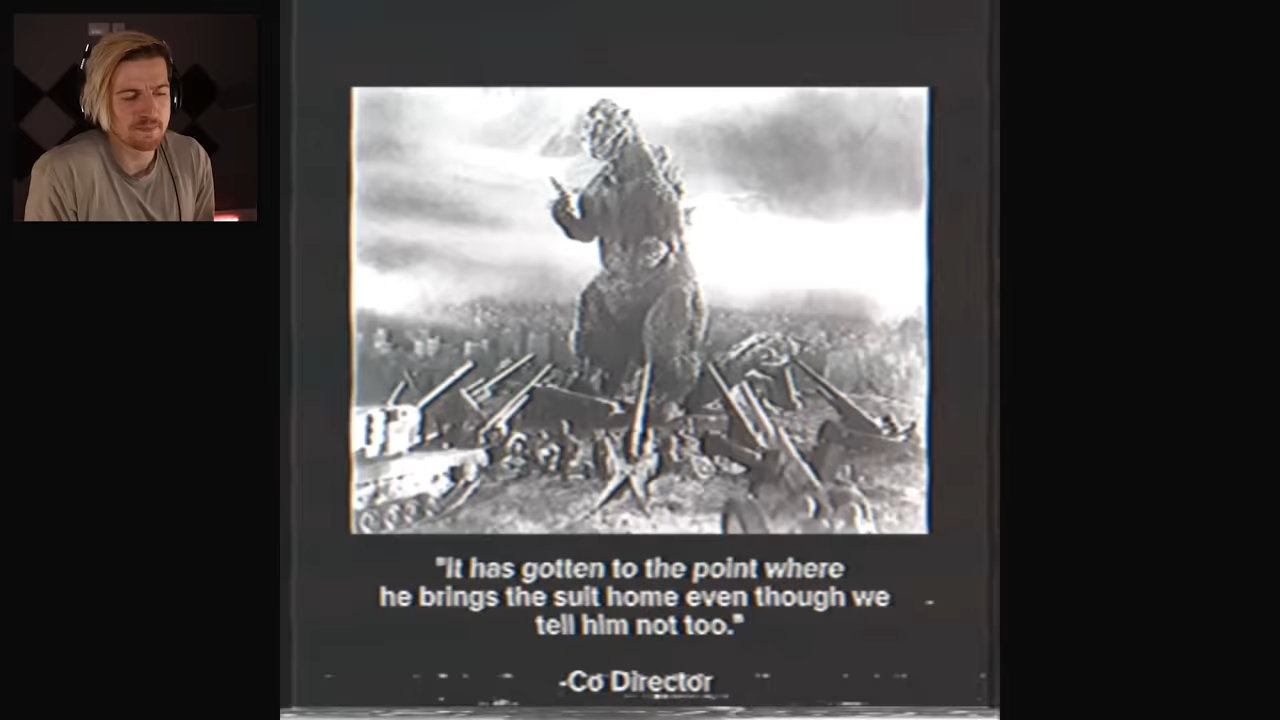 "It has gotten to the point where
he brings the suit home even though we
tell him not too."
-Co Director